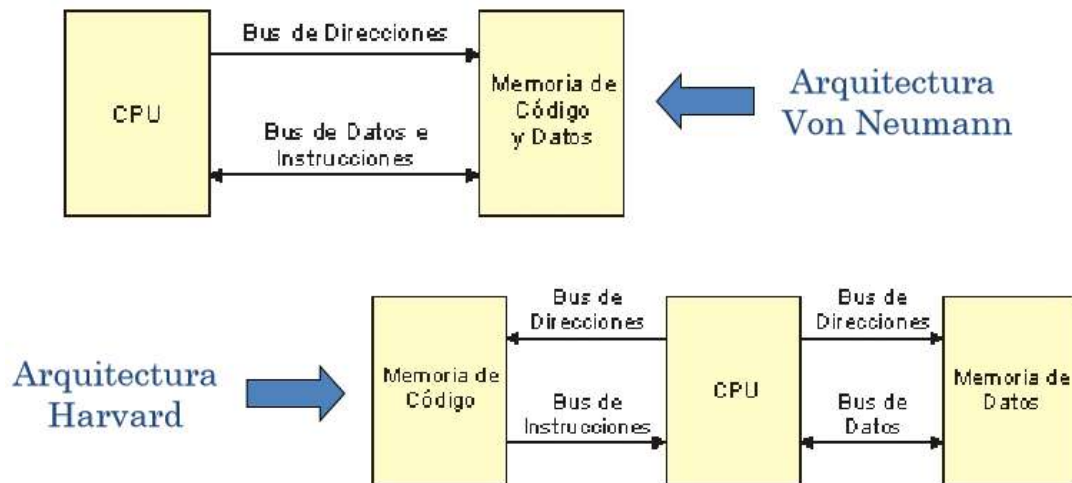 Bus de Direcciones
CPU
Bus de Datos e
Instrucciones
Memoria de
Código
y Datos
Arquitectura
Von Neumann
Arquitectura
Harvard
Memoria de
Código
Bus de
Direcciones
Bus de
Instrucciones
CPU
Bus de
Direcciones
Bus de
Datos
Memoria de
Datos